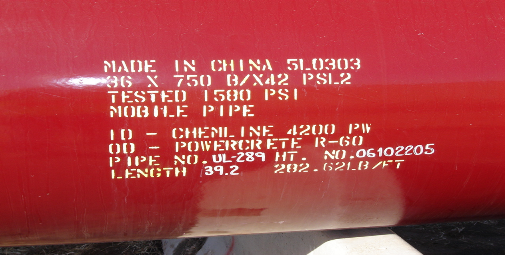 MADE IN CHINA 5L0303
36 X 750 B/X42 PSL2
TESTED 1580 PSI
MOBILE PIPE
ID - CHEMLINE 4200 PW
OD - POWERCRETE R-60
PIPE NO. UL-289 HT. NO. 06102205
LENGTH 39.2 282.62LB/FT